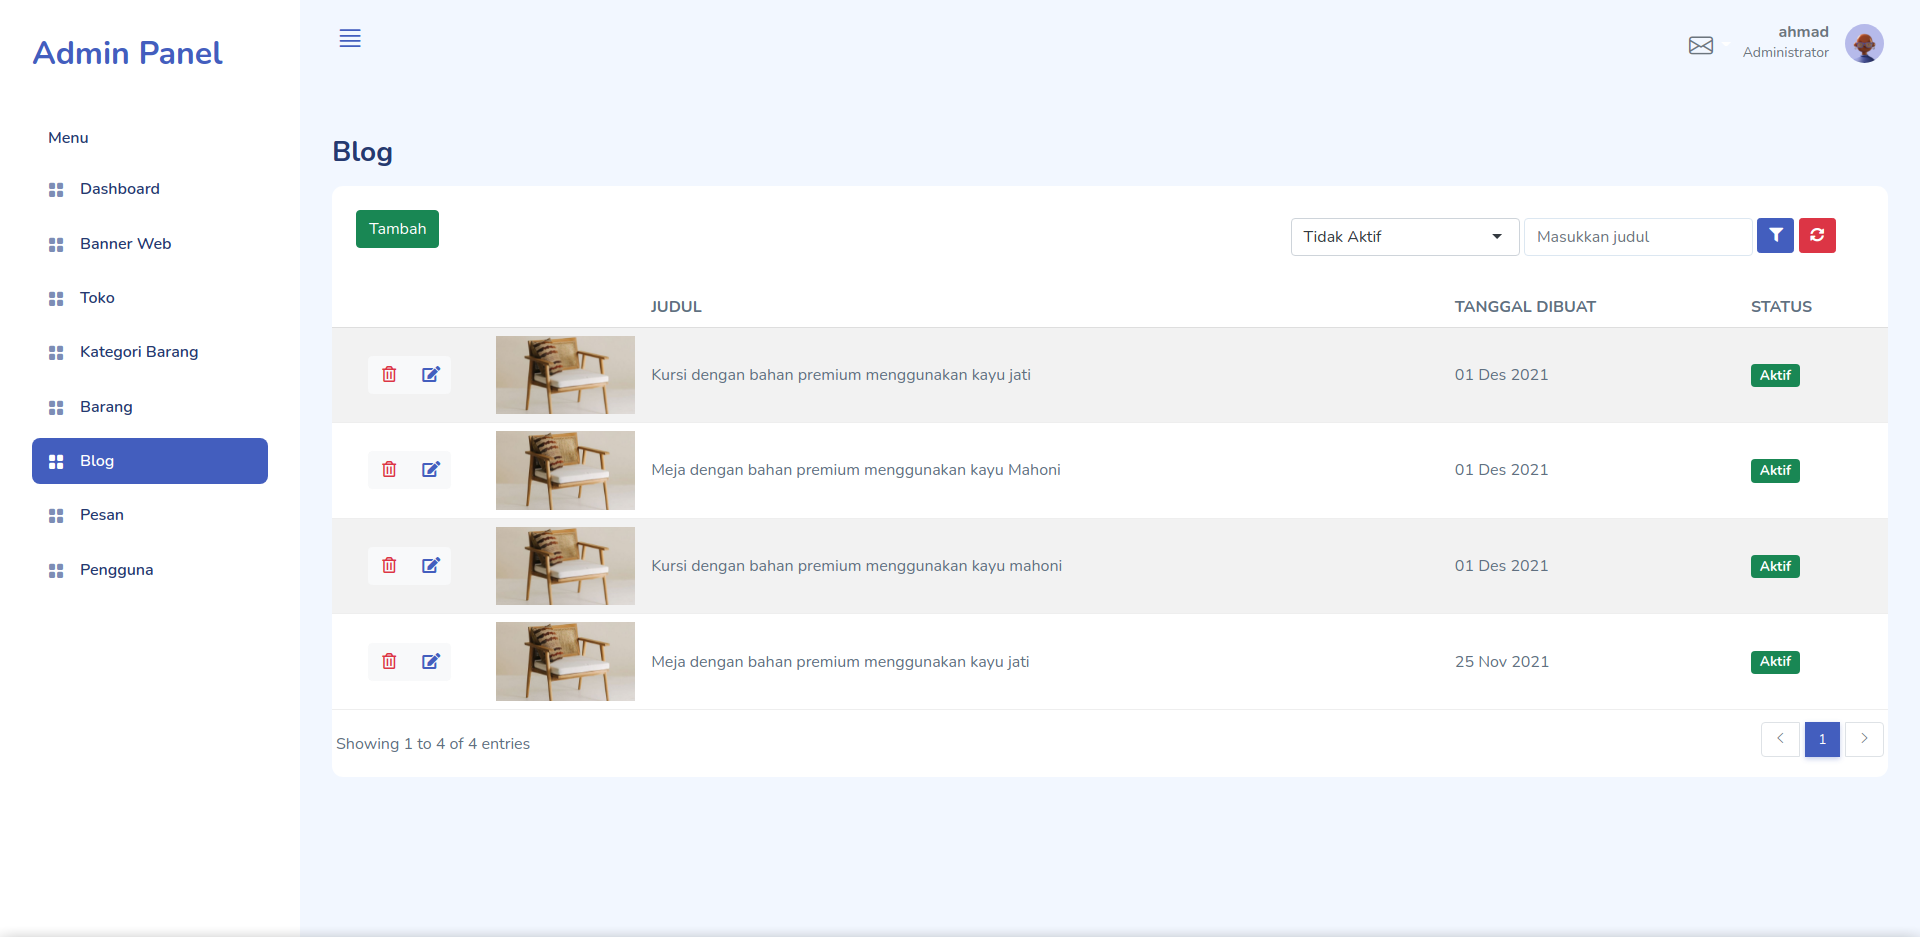 Admin Panel
ahmad
Administrator
Menu
Dashboard
Banner Web
Toko
Kategori Barang
Barang
Blog
Pesan
Pengguna
Blog
Tambah
Tidak Aktif
Masukkan judul
JUDUL TANGGAL DIBUAT STATUS
Kursi dengan bahan premium menggunakan kayu jati 01 Des 2021 Aktif
Meja dengan bahan premium menggunakan kayu Mahoni 01 Des 2021 Aktif
Kursi dengan bahan premium menggunakan kayu mahoni 01 Des 2021 Aktif
Meja dengan bahan premium menggunakan kayu jati 25 Nov 2021 Aktif
Showing 1 to 4 of 4 entries
1